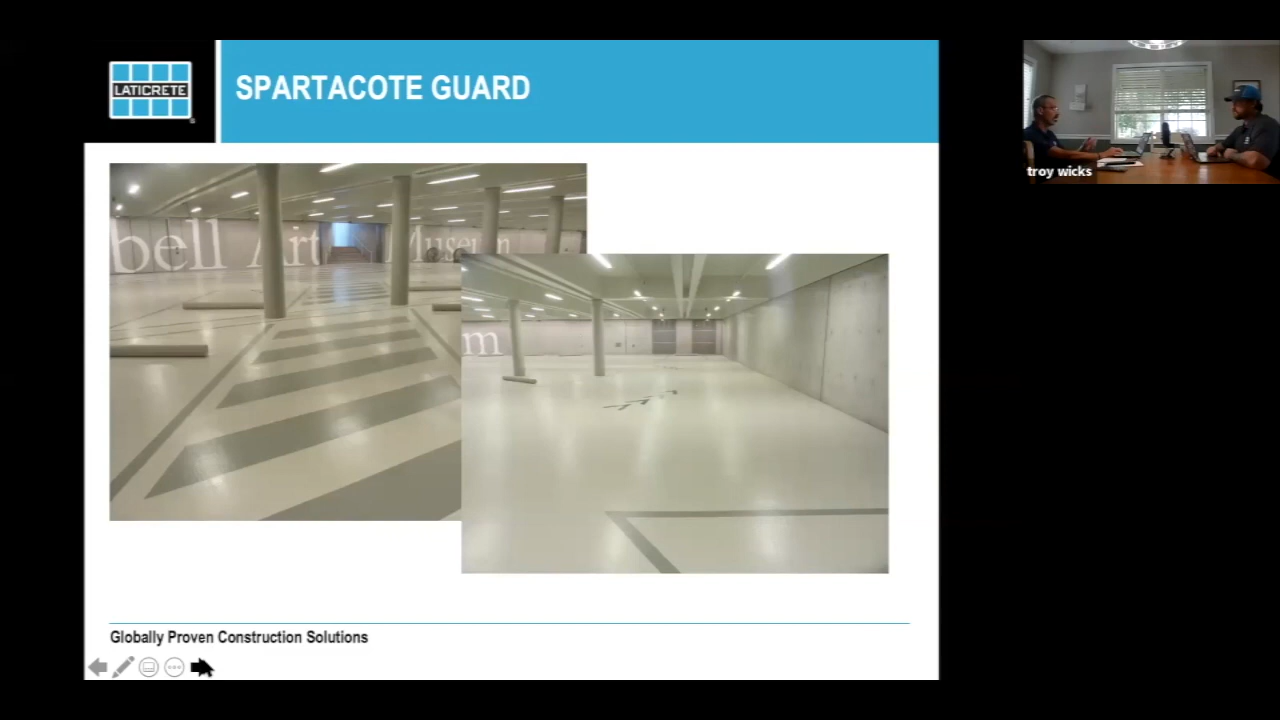 LATICRETE
SPARTACOTE GUARD
bell Art Museum
m
Globally Proven Construction Solutions
troy wicks